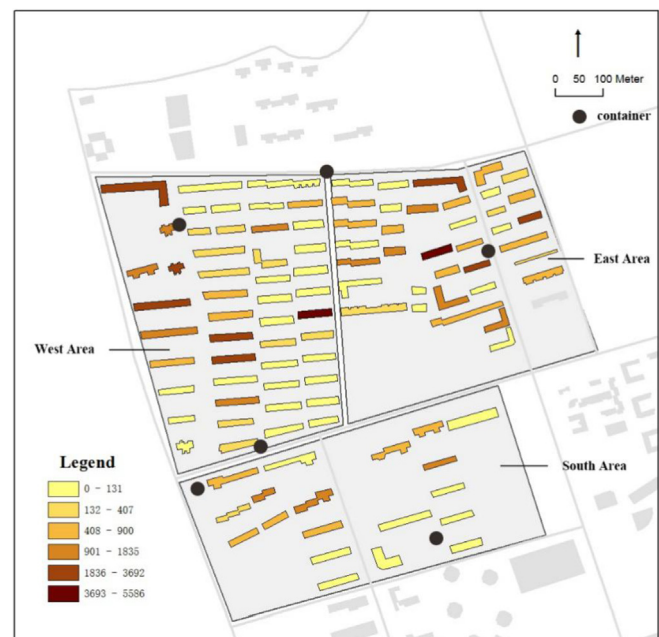 0 50 100 Meter
container
East Area
West Area
South Area
Legend
0 - 131
132 - 407
408 - 900
901 - 1835
1836 - 3692
3693 - 5586